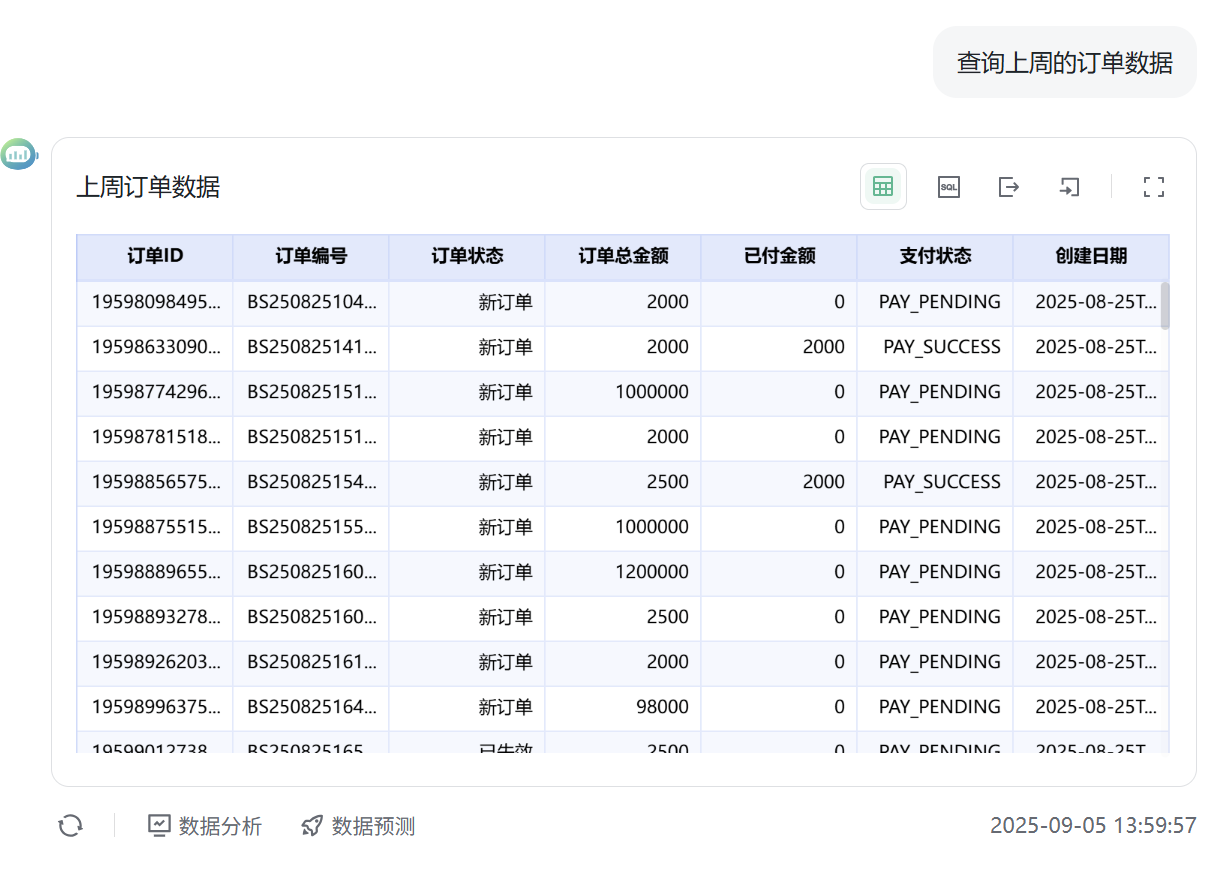 查询上周的订单数据
上周订单数据
SQL
订单ID 订单编号 订单状态 订单总金额 已付金额 支付状态 创建日期
19598098495... BS250825104... 新订单 2000 0 PAY_PENDING 2025-08-25T...
19598633090... BS250825141... 新订单 2000 2000 PAY_SUCCESS 2025-08-25T...
19598774296... BS250825151... 新订单 1000000 0 PAY_PENDING 2025-08-25T...
19598781518... BS250825151... 新订单 2000 0 PAY_PENDING 2025-08-25T...
19598856575... BS250825154... 新订单 2500 2000 PAY_SUCCESS 2025-08-25T...
19598875515... BS250825155... 新订单 1000000 0 PAY_PENDING 2025-08-25T...
19598889655... BS250825160... 新订单 1200000 0 PAY_PENDING 2025-08-25T...
19598893278... BS250825160... 新订单 2500 0 PAY_PENDING 2025-08-25T...
19598926203... BS250825161... 新订单 2000 0 PAY_PENDING 2025-08-25T...
19598996375... BS250825164... 新订单 98000 0 PAY_PENDING 2025-08-25T...
19599012738 BS250825165 已失效 2500 0 PAY_PENDING 2025-08-25T
数据分析 数据预测 2025-09-05 13:59:57